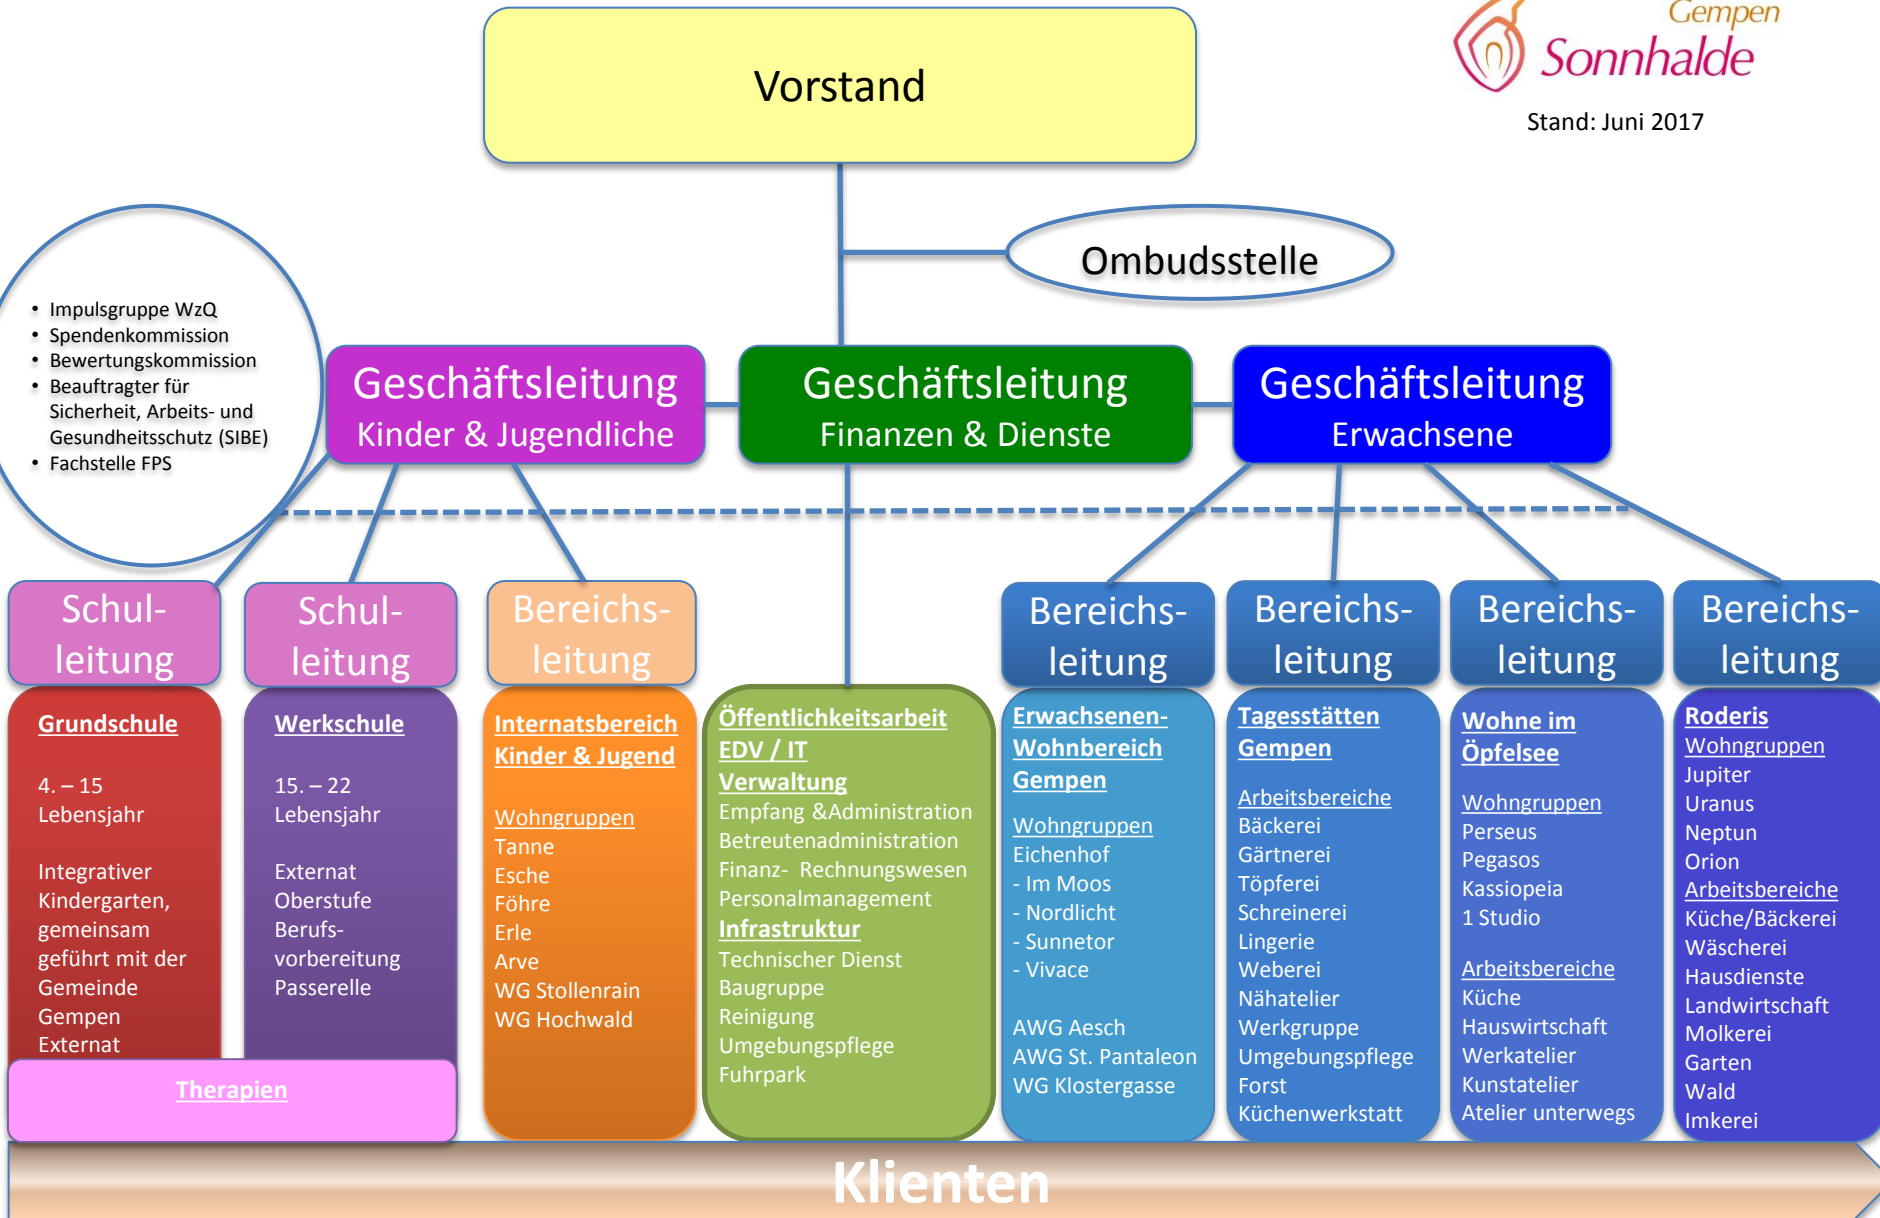 Gempen
Sonnhalde
Stand: Juni 2017
Vorstand
Ombudsstelle
• Impulsgruppe WzQ
• Spendenkommission
• Bewertungskommission
• Beauftragter für
Sicherheit, Arbeits- und
Gesundheitsschutz (SIBE)
• Fachstelle FPS
Geschäftsleitung
Kinder & Jugendliche
Geschäftsleitung
Finanzen & Dienste
Geschäftsleitung
Erwachsene
Schul-
leitung
Grundschule
4. – 15
Lebensjahr
Integrativer
Kindergarten,
gemeinsam
geführt mit der
Gemeinde
Gempen
Externat
Schul-
leitung
Werkschule
15. – 22
Lebensjahr
Externat
Oberstufe
Berufs-
vorbereitung
Passerelle
Therapien
Bereichs-
leitung
Internatsbereich
Kinder & Jugend
Wohngruppen
Tanne
Esche
Föhre
Erle
Arve
WG Stollenrain
WG Hochwald
Öffentlichkeitsarbeit
EDV / IT
Verwaltung
Empfang &Administration
Betreutenadministration
Finanz- Rechnungswesen
Personalmanagement
Infrastruktur
Technischer Dienst
Baugruppe
Reinigung
Umgebungspflege
Fuhrpark
Bereichs-
leitung
Erwachsenen-
Wohnbereich
Gempen
Wohngruppen
Eichenhof
- Im Moos
- Nordlicht
- Sunnetor
- Vivace
AWG Aesch
AWG St. Pantaleon
WG Klostergasse
Bereichs-
leitung
Tagesstätten
Gempen
Arbeitsbereiche
Bäckerei
Gärtnerei
Töpferei
Schreinerei
Lingerie
Weberei
Nähatelier
Werkgruppe
Umgebungspflege
Forst
Küchenwerkstatt
Bereichs-
leitung
Wohne im
Öpfelsee
Wohngruppen
Perseus
Pegasos
Kassiopeia
1 Studio
Arbeitsbereiche
Küche
Hauswirtschaft
Werkatelier
Kunstatelier
Atelier unterwegs
Bereichs-
leitung
Roderis
Wohngruppen
Jupiter
Uranus
Neptun
Orion
Arbeitsbereiche
Küche/Bäckerei
Wäscherei
Hausdienste
Landwirtschaft
Molkerei
Garten
Wald
Imkerei
Klienten